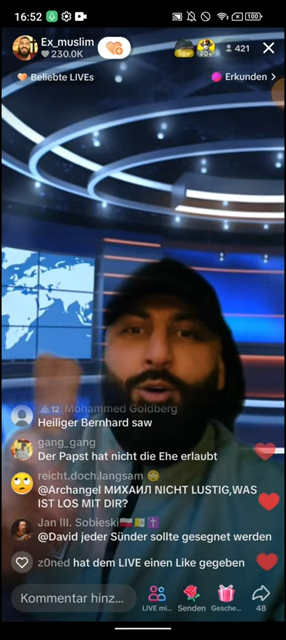 16:52
100
Ex_muslim
230.0K
421
Beliebte LIVEs
Erkunden >
12 Mohammed Goldberg
Heiliger Bernhard saw
gang_gang
Der Papst hat nicht die Ehe erlaubt
reicht.doch.langsam
@Archangel МИХАИЛ NICHT LUSTIG,WAS
IST LOS MIT DIR?
Jan III. Sobieski
@David jeder Sünder sollte gesegnet werden
z0ned hat dem LIVE einen Like gegeben
Kommentar hinz...
LIVE mi...
Senden
Gesche...
48